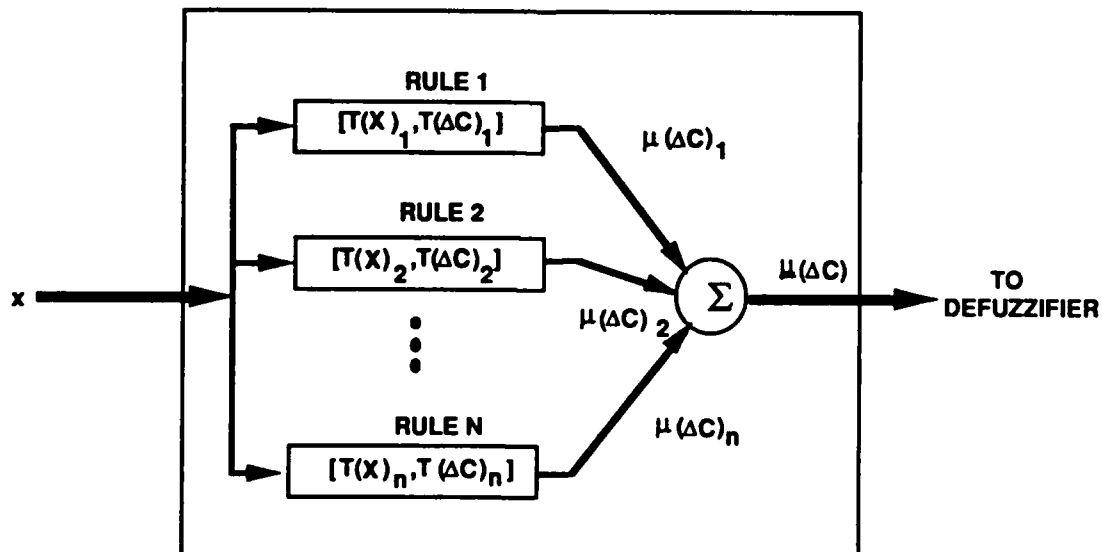 RULE 1
[T(X)1,T(ΔC)1]
μ(ΔC)1
RULE 2
[T(X)2,T(ΔC)2]
μ(ΔC)
x
Σ
TO
DEFUZZIFIER
μ(ΔC) 2
RULE N
μ(ΔC)n
[T(X)n,T(ΔC)n]